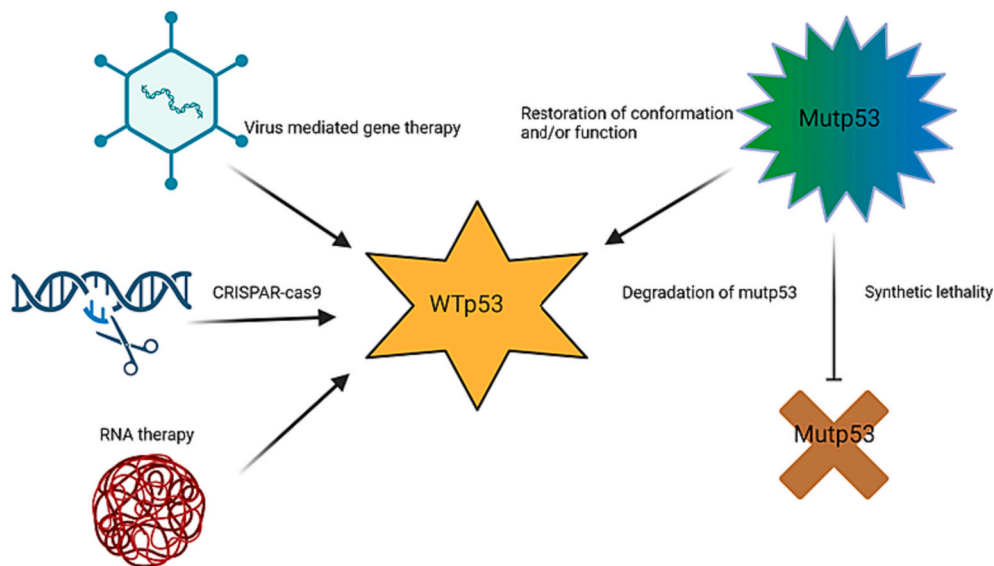 Virus mediated gene therapy
Restoration of conformation
and/or function
Mutp53
CRISPAR-cas9
WTp53
Degradation of mutp53
Synthetic lethality
RNA therapy
Mutp53